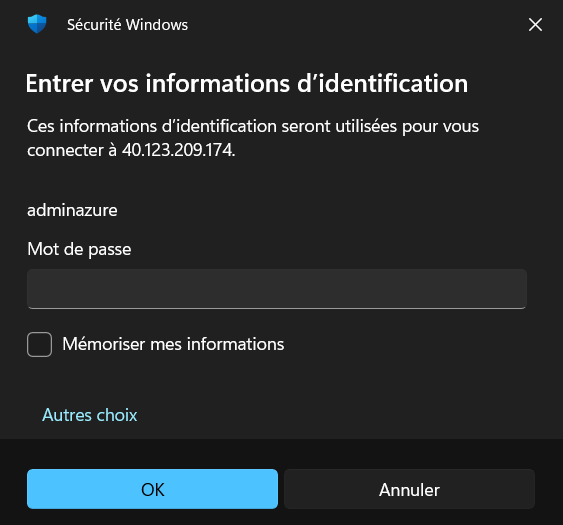 Sécurité Windows
Entrer vos informations d’identification
Ces informations d’identification seront utilisées pour vous
connecter à 40.123.209.174.
adminazure
Mot de passe
Mémoriser mes informations
Autres choix
OK
Annuler